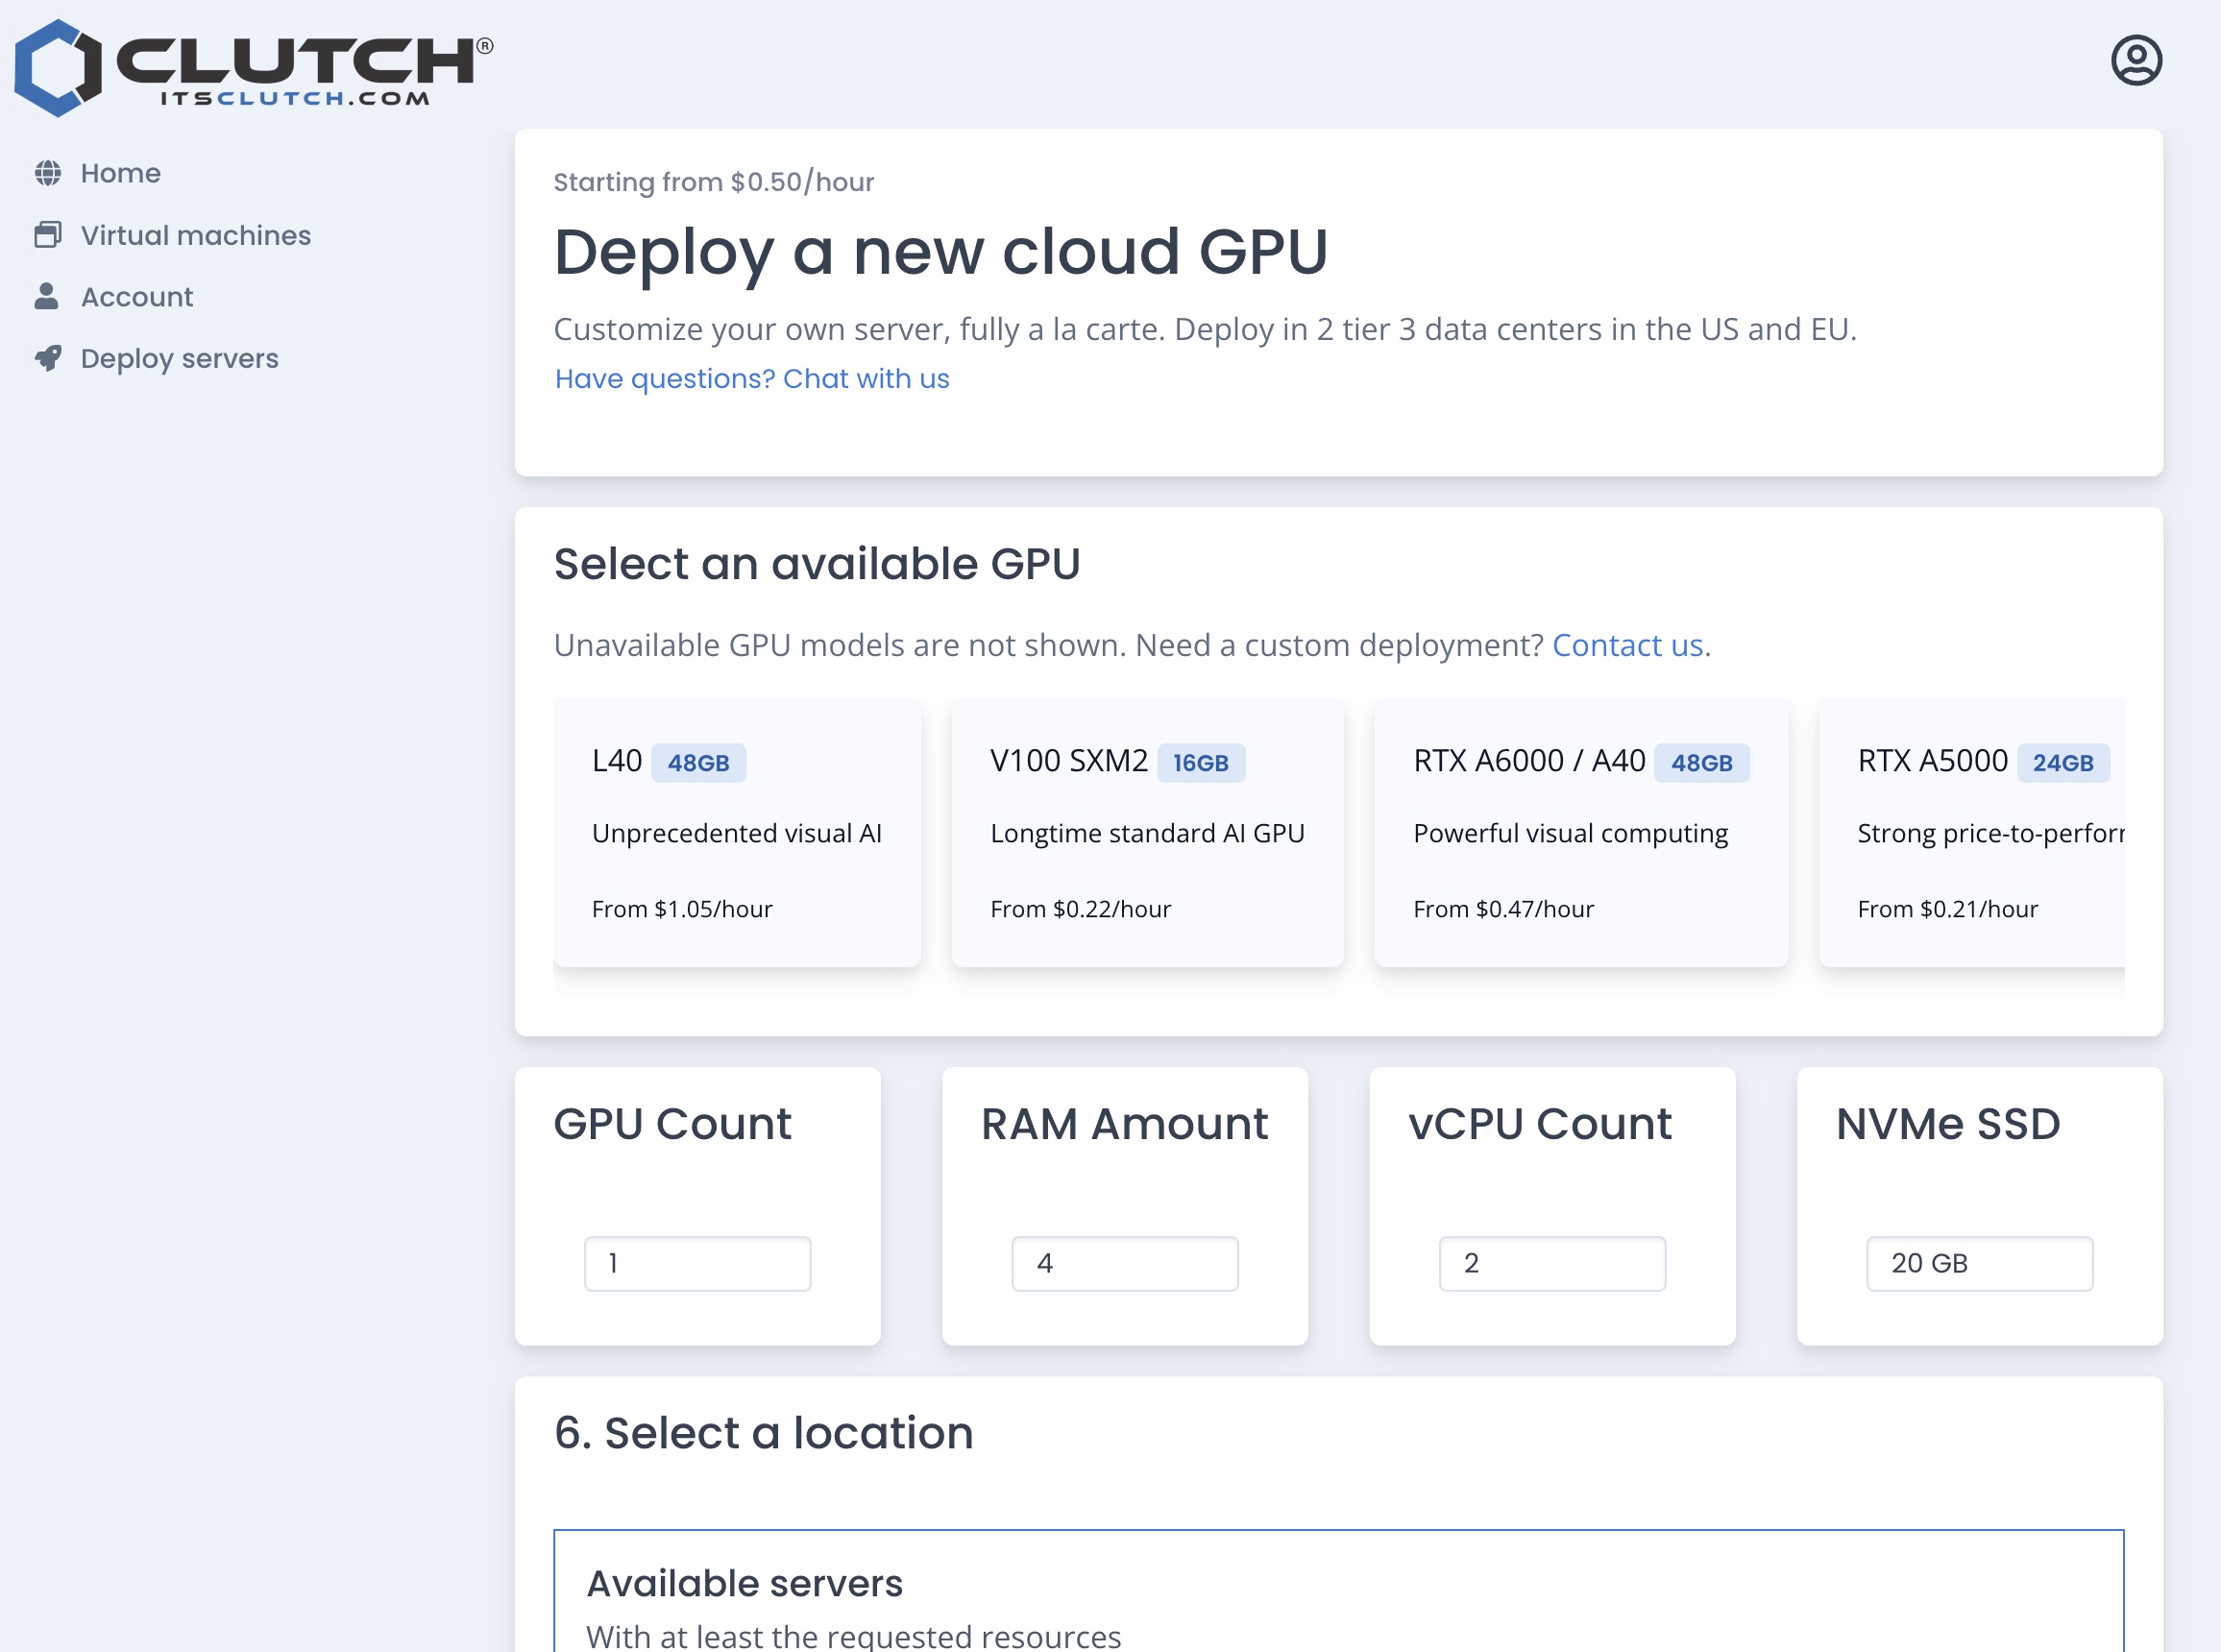 CLUTCH®
ITSCLUTCH.COM
Home
Virtual machines
Account
Deploy servers
Starting from $0.50/hour
Deploy a new cloud GPU
Customize your own server, fully a la carte. Deploy in 2 tier 3 data centers in the US and EU.
Have questions? Chat with us
Select an available GPU
Unavailable GPU models are not shown. Need a custom deployment? Contact us.
L40 48GB
Unprecedented visual AI
From $1.05/hour
V100 SXM2 16GB
Longtime standard AI GPU
From $0.22/hour
RTX A6000 / A40 48GB
Powerful visual computing
From $0.47/hour
RTX A5000 24GB
Strong
From $0.21/hour
GPU Count
1
RAM Amount
4
vCPU Count
2
NVMe SSD
20 GB
6. Select a location
Available servers
With at least the requested resources